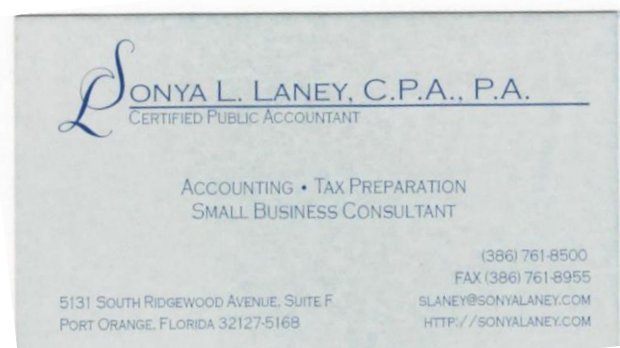 SONYA L. LANEY, C.P.A., P.A.
CERTIFIED PUBLIC ACCOUNTANT
ACCOUNTING • TAX PREPARATION
SMALL BUSINESS CONSULTANT
(386) 761-8500
FAX (386) 761-8955
5131 SOUTH RIDGEWOOD AVENUE, SUITE F
SLANEY@SONYALANEY.COM
PORT ORANGE, FLORIDA 32127-5168
HTTP://SONYALANEY.COM